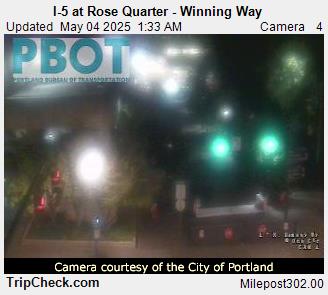 I-5 at Rose Quarter - Winning Way
Updated May 04 2025 1:33 AM Camera 4
PBOT
PORTLAND BUREAU OF TRANSPORTATION
Camera courtesy of the City of Portland
TripCheck.com Milepost302.00